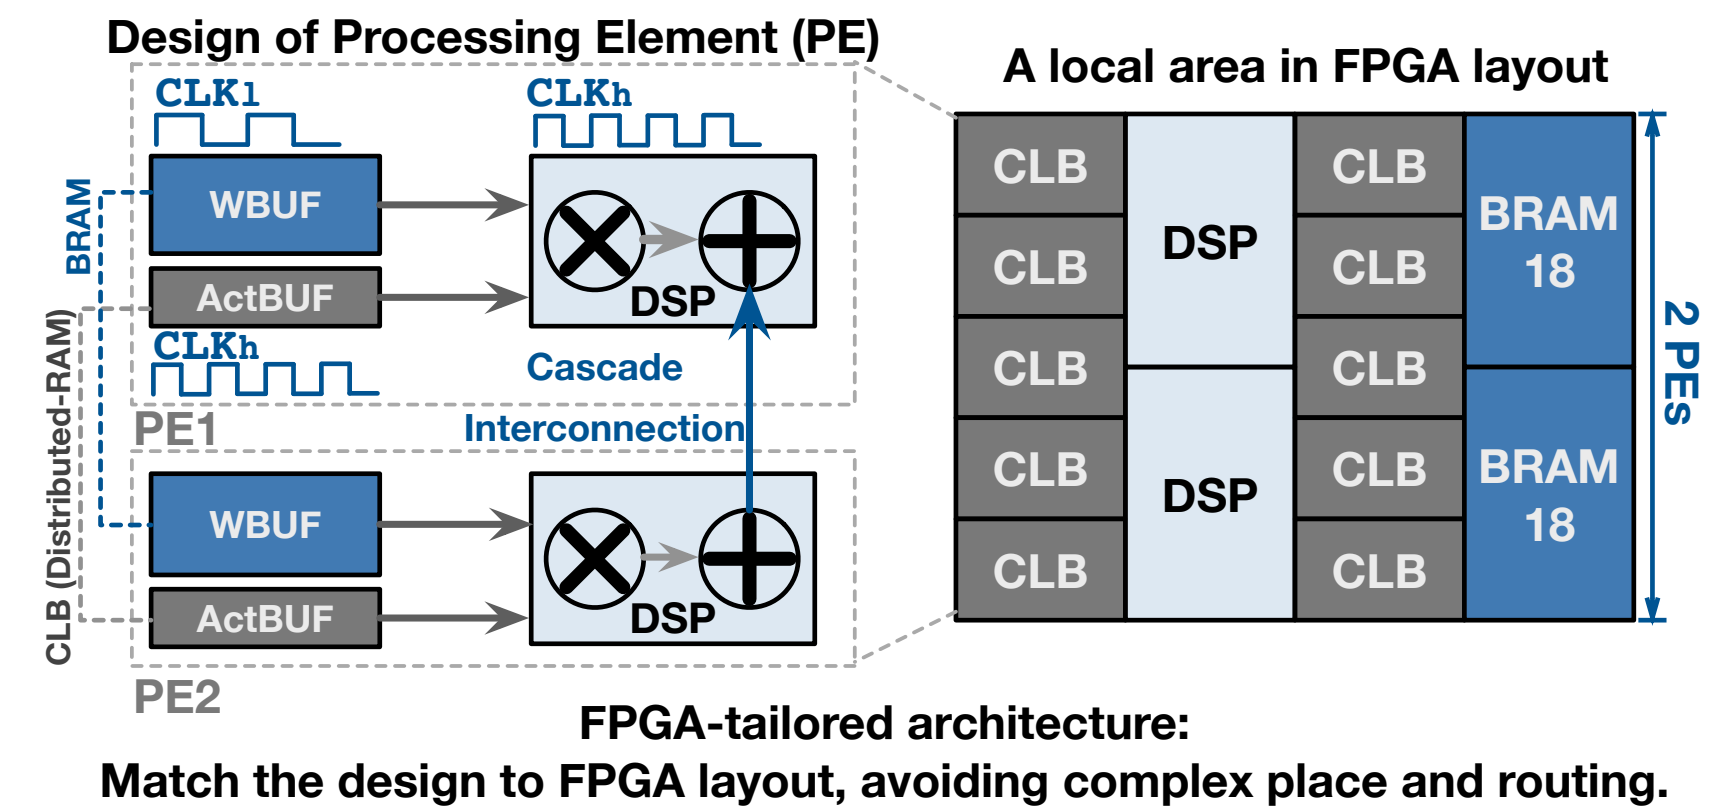 Design of Processing Element (PE)
CLKl
CLKh
WBUF
ActBUF
DSP
CLKh
Cascade
Interconnection
PE1
BRAM
CLB (Distributed-RAM)
WBUF
ActBUF
DSP
PE2
A local area in FPGA layout
CLB
CLB
CLB
CLB
CLB
DSP
DSP
CLB
CLB
CLB
CLB
CLB
BRAM
18
BRAM
18
2 PEs
FPGA-tailored architecture:
Match the design to FPGA layout, avoiding complex place and routing.